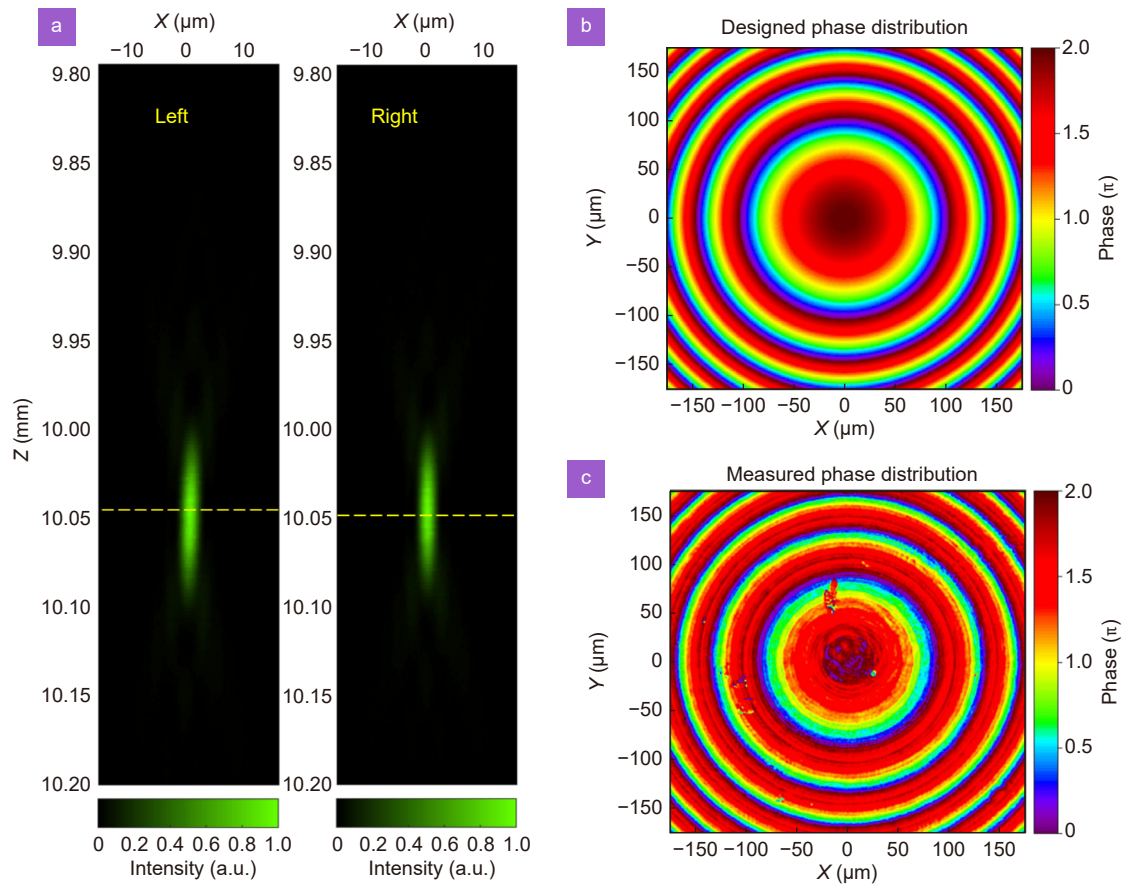 a
X (µm)
−10 0 10
−10 0 10
X (µm)
Left
Right
Z (mm)
9.80
9.85
9.90
9.95
10.00
10.05
10.10
10.15
10.20
9.80
9.85
9.90
9.95
10.00
10.05
10.10
10.15
10.20
0 0.2 0.4 0.6 0.8 1.0
Intensity (a.u.)
0 0.2 0.4 0.6 0.8 1.0
Intensity (a.u.)
b
Designed phase distribution
Y (µm)
150
100
50
0
−50
−100
−150
−150 −100 −50 0 50 100 150
X (µm)
2.0
1.5
1.0
0.5
0
Phase (π)
c
Measured phase distribution
Y (µm)
150
100
50
0
−50
−100
−150
−150 −100 −50 0 50 100 150
X (µm)
2.0
1.5
1.0
0.5
0
Phase (π)